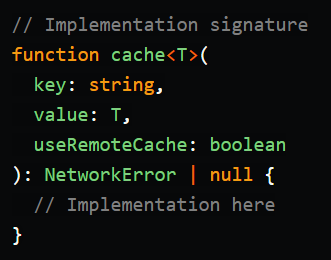 // Implementation signature
function cache<T>(
  key: string,
  value: T,
  useRemoteCache: boolean
): NetworkError | null {
  // Implementation here
}